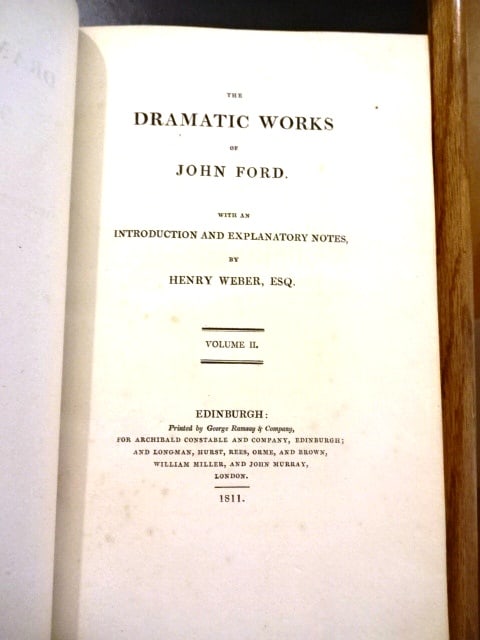 THE
DRAMATIC WORKS
OF
JOHN FORD.
WITH AN
INTRODUCTION AND EXPLANATORY NOTES,
BY
HENRY WEBER, ESQ.
VOLUME II.
EDINBURGH:
Printed by George Ramsay & Company,
FOR ARCHIBALD CONSTABLE AND COMPANY, EDINBURGH;
AND LONGMAN, HURST, REES, ORME, AND BROWN,
WILLIAM MILLER, AND JOHN MURRAY,
LONDON.
1811.